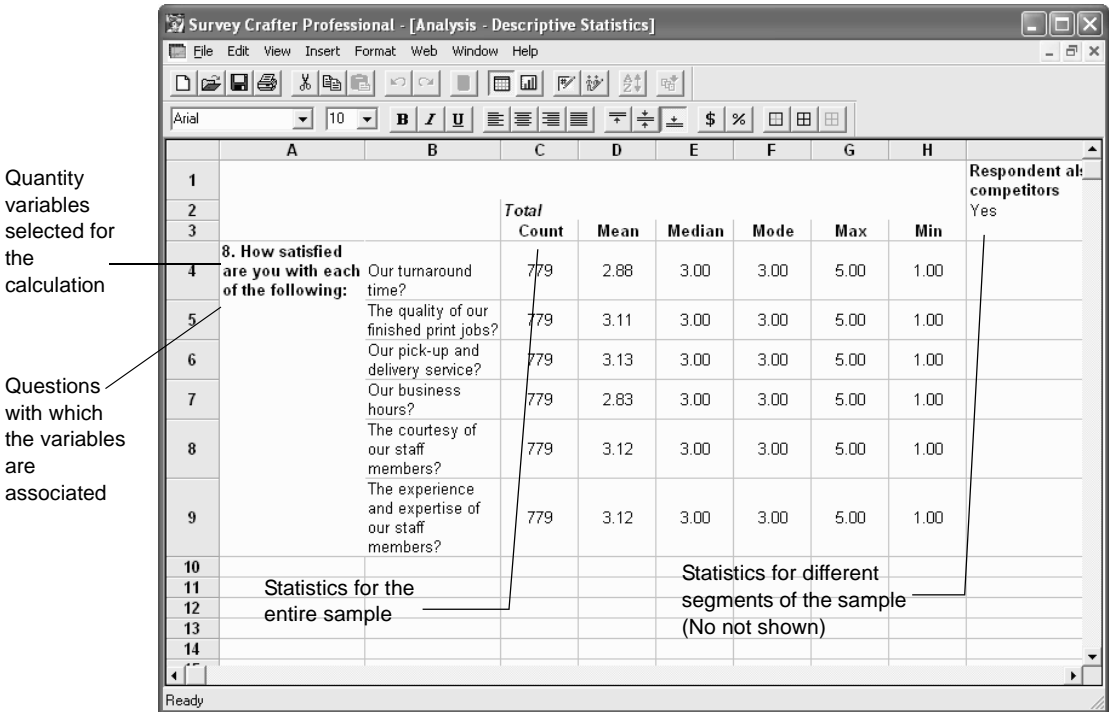 Survey Crafter Professional - [Analysis - Descriptive Statistics]
File Edit View Insert Format Web Window Help
Arial 10 B I U $ %
A B C D E F G H
1 Respondent als
competitors
2 Total Yes
3 Count Mean Median Mode Max Min
4 8. How satisfied
are you with each
of the following: Our turnaround
time? 779 2.88 3.00 3.00 5.00 1.00
5 The quality of our
finished print jobs? 779 3.11 3.00 3.00 5.00 1.00
6 Our pick-up and
delivery service? 779 3.13 3.00 3.00 5.00 1.00
7 Our business
hours? 779 2.83 3.00 3.00 5.00 1.00
8 The courtesy of
our staff
members? 779 3.12 3.00 3.00 5.00 1.00
9 The experience
and expertise of
our staff
members? 779 3.12 3.00 3.00 5.00 1.00
10
11
12
13
14
Ready
Quantity
variables
selected for
the
calculation
Questions
with which
the variables
are
associated
Statistics for the
entire sample
Statistics for different
segments of the sample
(No not shown)